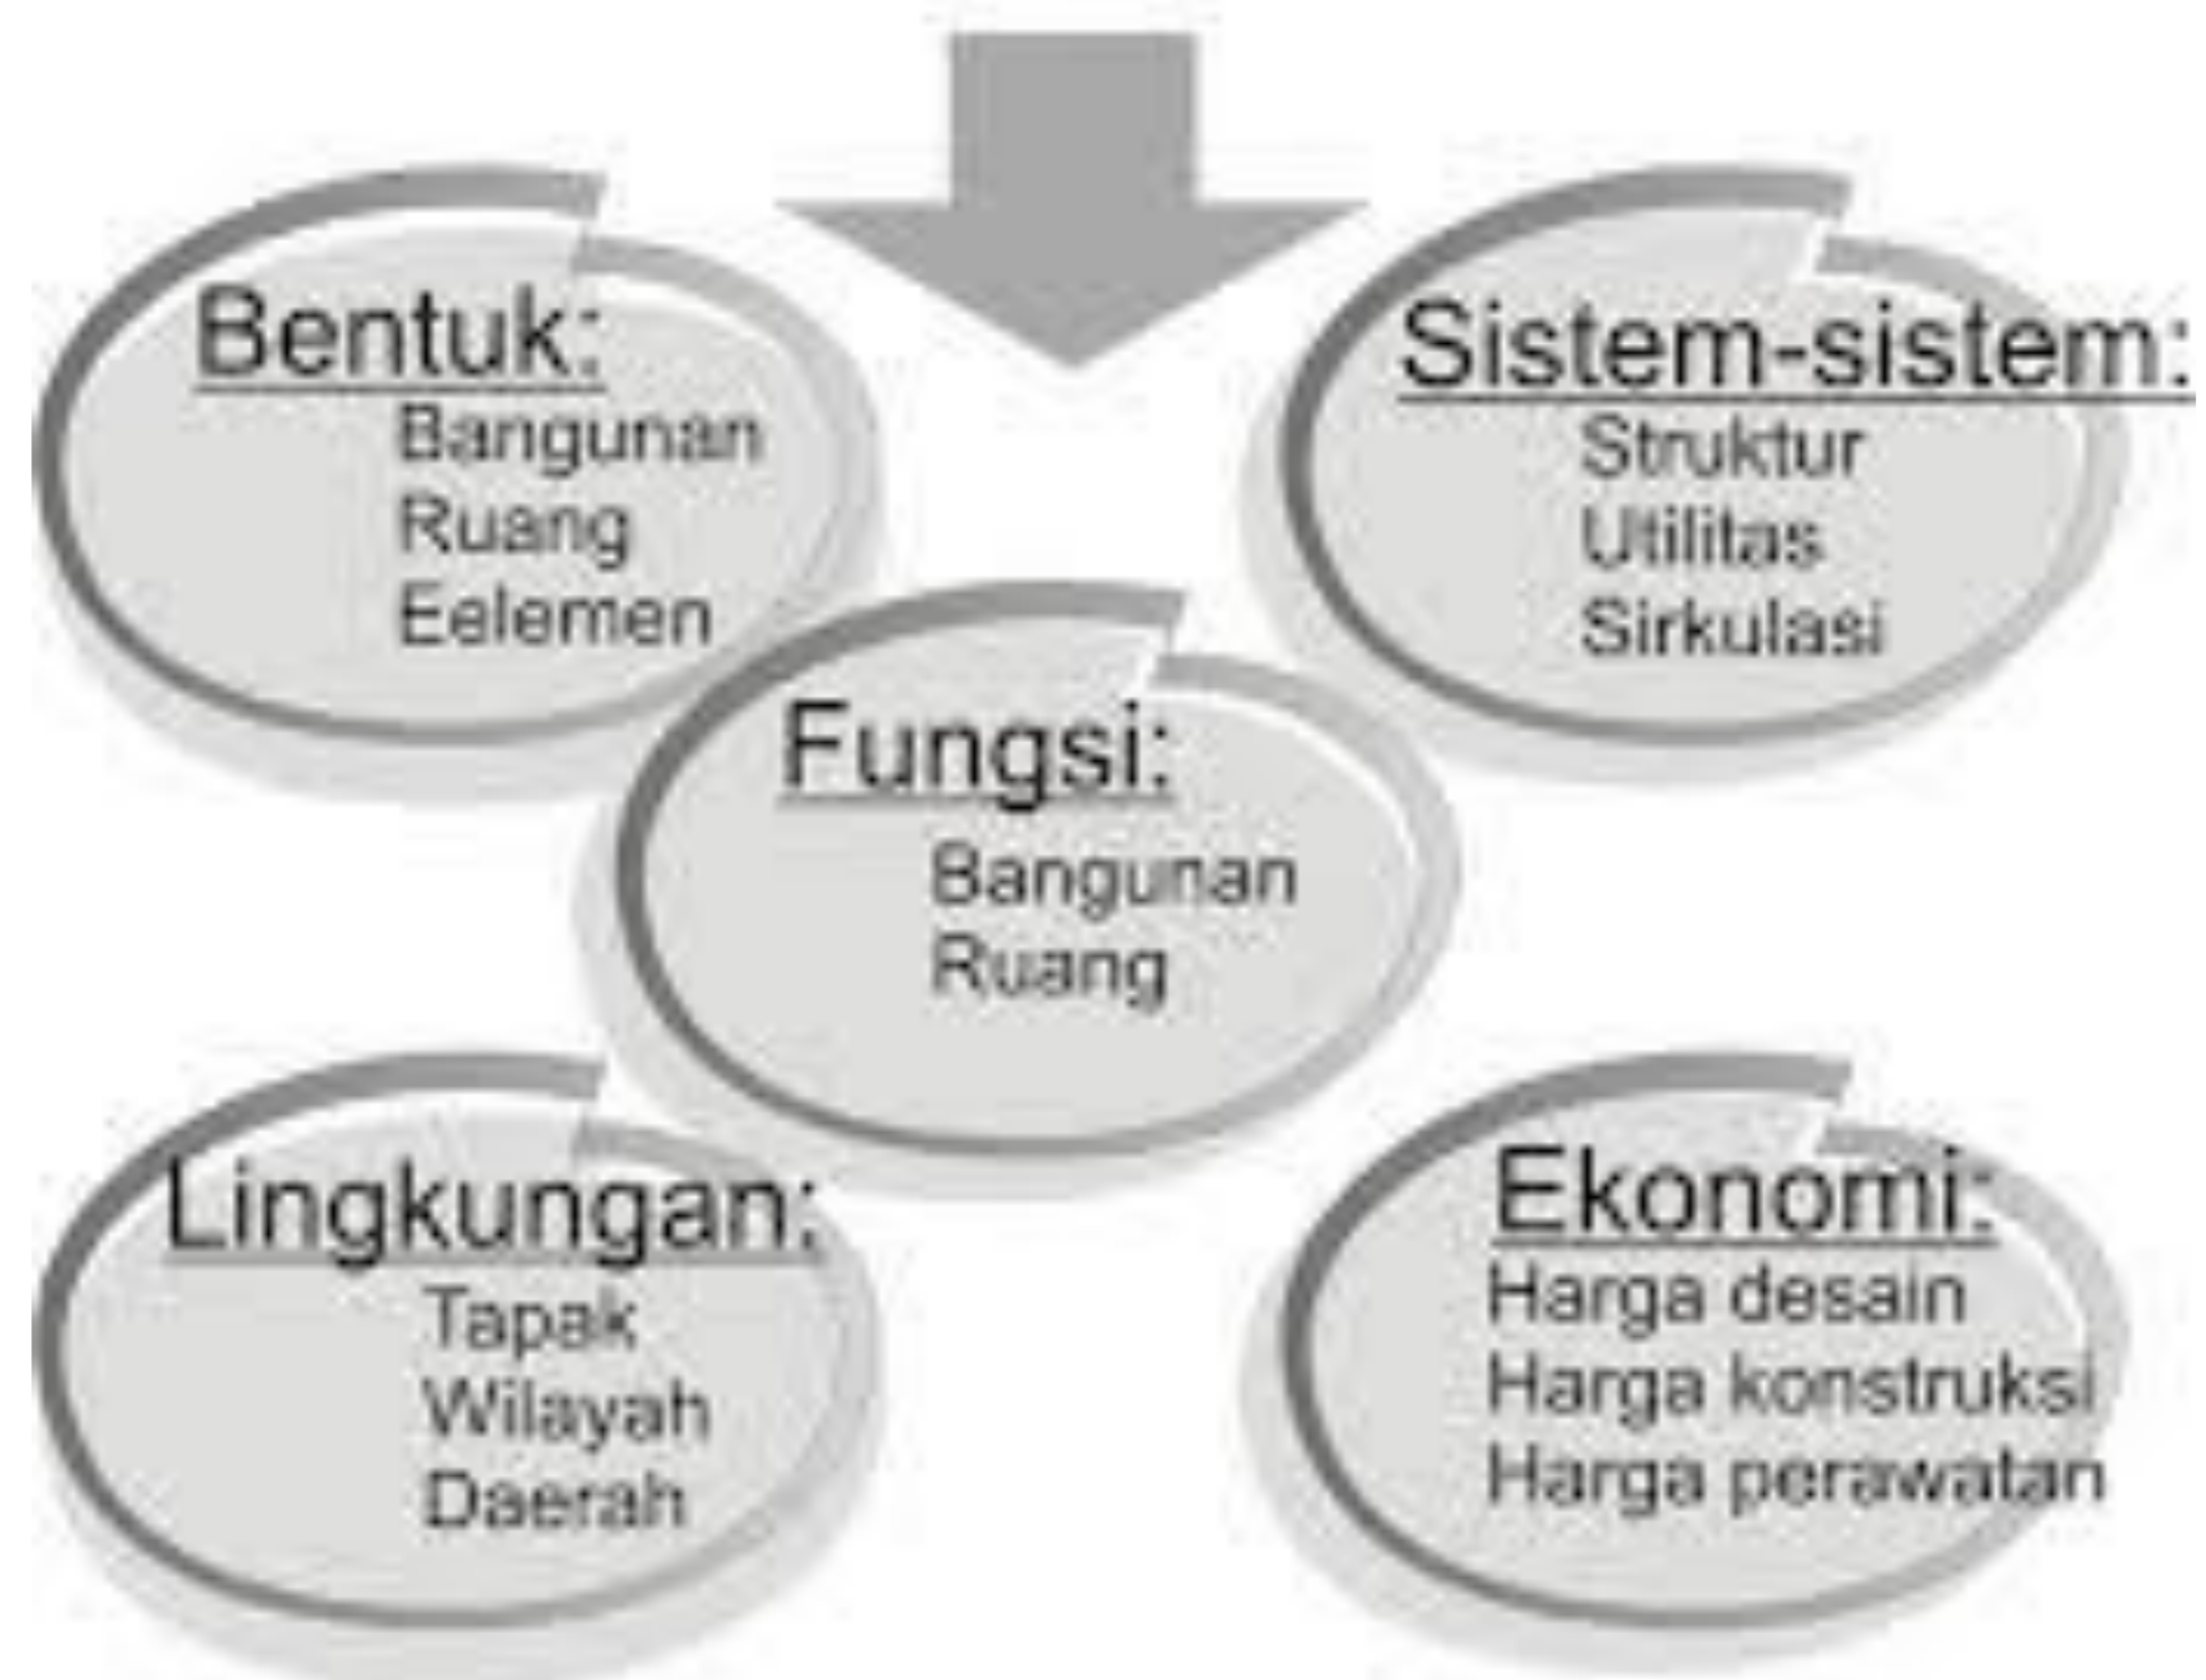 Bentuk:
Bangunan
Ruang
Eelemen
Sistem-sistem:
Struktur
Utilitas
Sirkulasi
Fungsi:
Bangunan
Ruang
Lingkungan:
Tapak
Wilayah
Daerah
Ekonomi:
Harga desain
Harga konstruksi
Harga perawatan